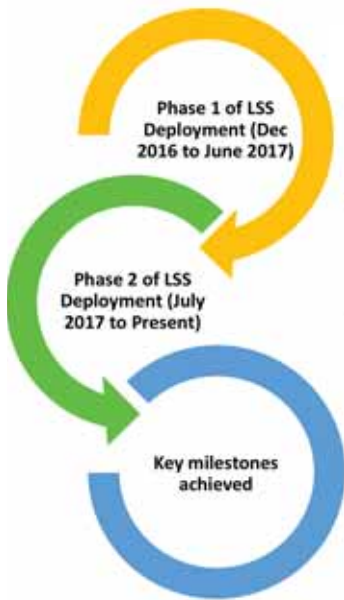 Phase 1 of LSS
Deployment (Dec
2016 to June 2017)
Phase 2 of LSS
Deployment (July
2017 to Present)
Key milestones
achieved